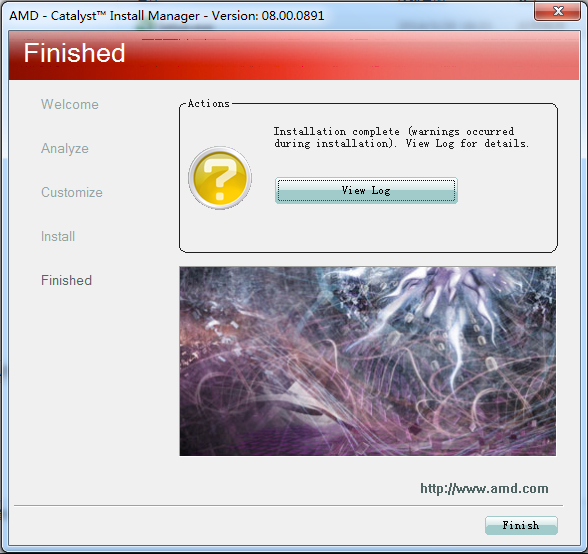 AMD - Catalyst™ Install Manager - Version: 08.00.0891
Finished
Welcome
Analyze
Customize
Install
Finished
Actions
Installation complete (warnings occurred
during installation). View Log for details.
View Log
http://www.amd.com
Finish